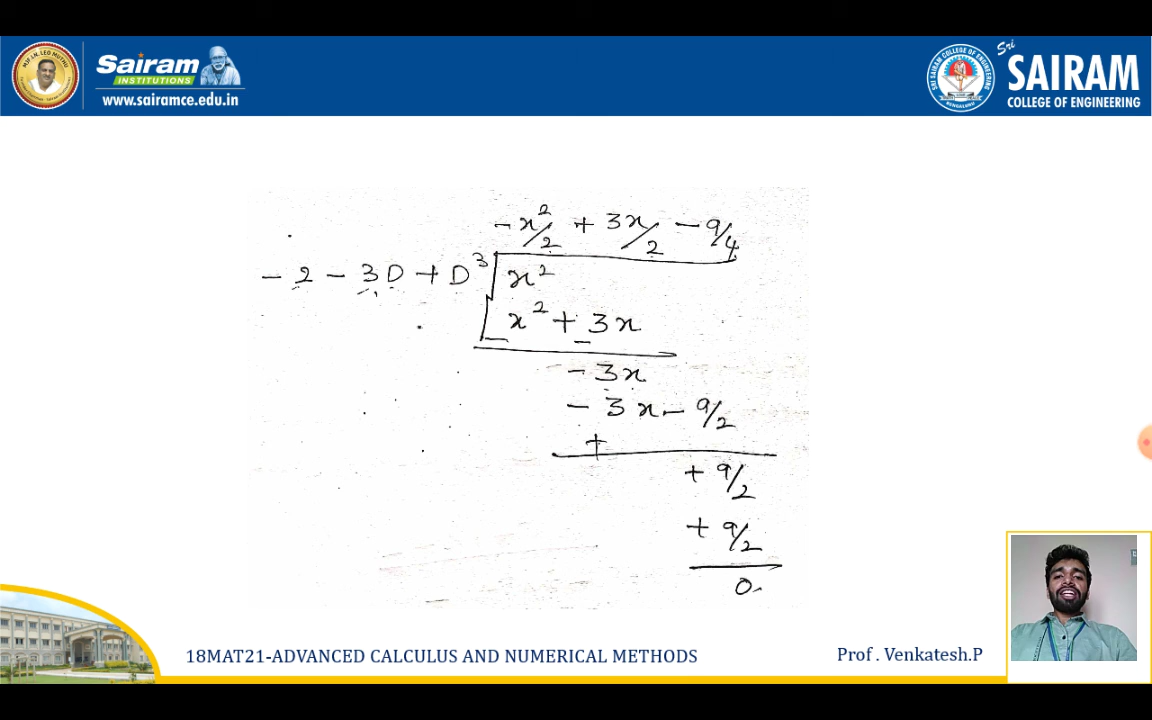 Sairam
INSTITUTIONS
www.sairamce.edu.in
Sri
SAIRAM
COLLEGE OF ENGINEERING
-x²/2 + 3x/2 - 9/4
-2 - 3D + D³ x²
x² + 3x
- 3x
- 3x - 9/2
+
+ 9/2
+ 9/2
0
18MAT21-ADVANCED CALCULUS AND NUMERICAL METHODS
Prof . Venkatesh.P